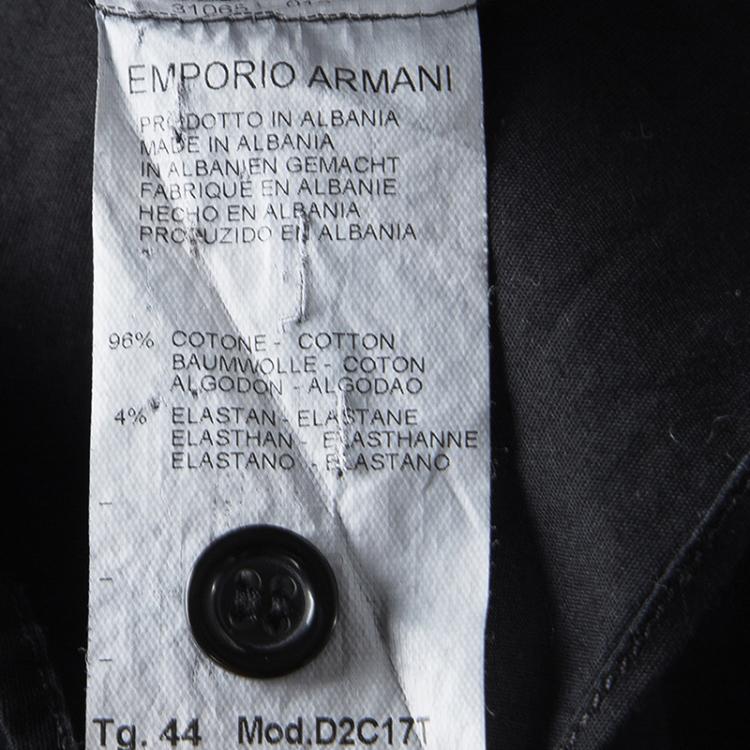 EMPORIO ARMANI
PRODOTTO IN ALBANIA
MADE IN ALBANIA
IN ALBANIEN GEMACHT
FABRIQUE EN ALBANIE
HECHO EN ALBANIA
PRODUZIDO EN ALBANIA
96% COTONE - COTTON
BAUMWOLLE - COTON
ALGODON - ALGODAO
4% ELASTAN - ELASTANE
ELASTHAN - ELASTHANNE
ELASTANO - ELASTANO
Tg. 44 Mod.D2C17T